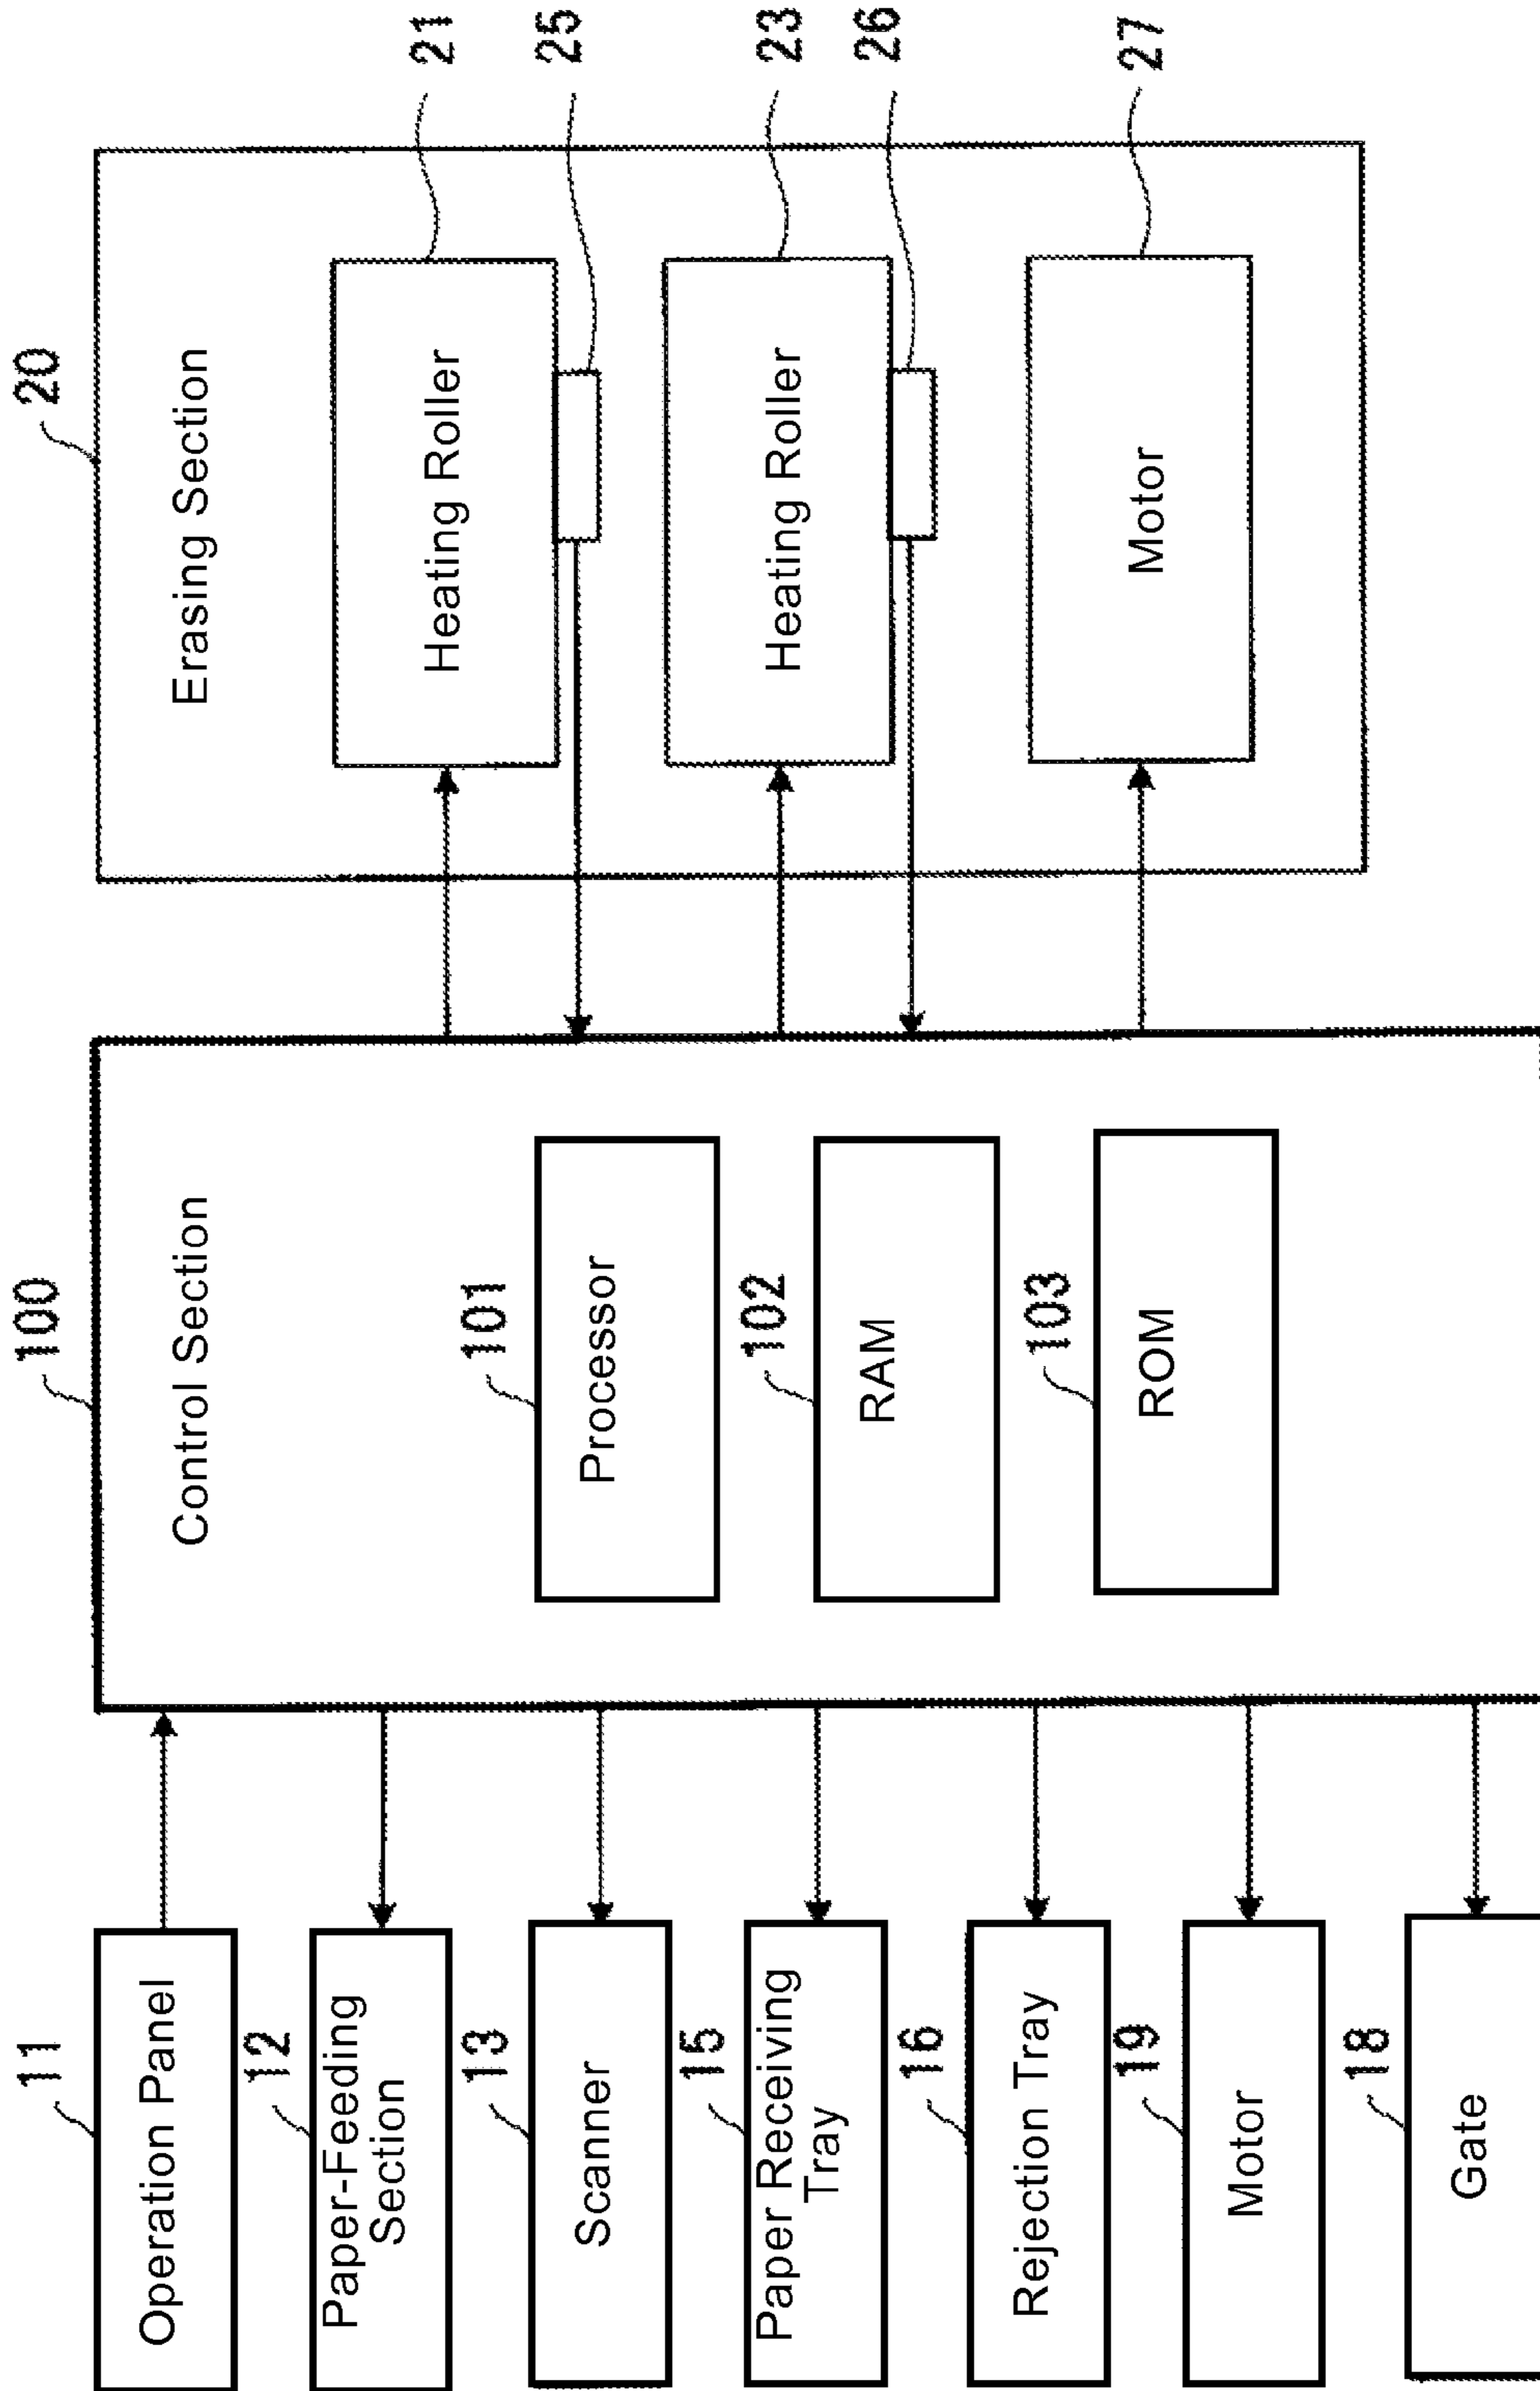 11
Operation Panel
12
Paper-Feeding
Section
13
Scanner
15
Paper Receiving
Tray
16
Rejection Tray
19
Motor
18
Gate
100
Control Section
101
Processor
102
RAM
103
ROM
20
Erasing Section
Heating Roller
21
25
Heating Roller
23
26
Motor
27